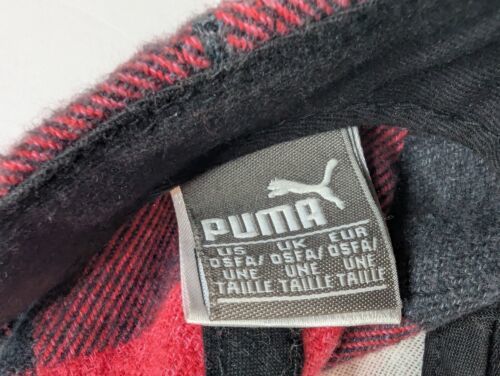 PUMA
US UK EUR
OSFA/ OSFA/ OSFA/
UNE UNE UNE
TAILLE TAILLE TAILLE